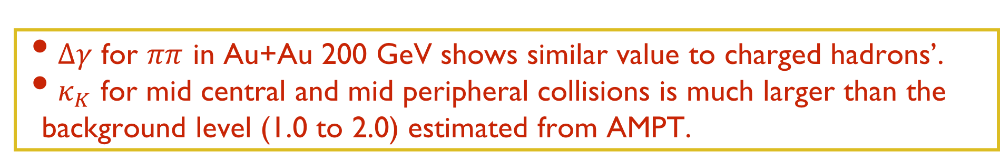 • Δγ for ππ in Au+Au 200 GeV shows similar value to charged hadrons’.
• κ_K for mid central and mid peripheral collisions is much larger than the
background level (1.0 to 2.0) estimated from AMPT.